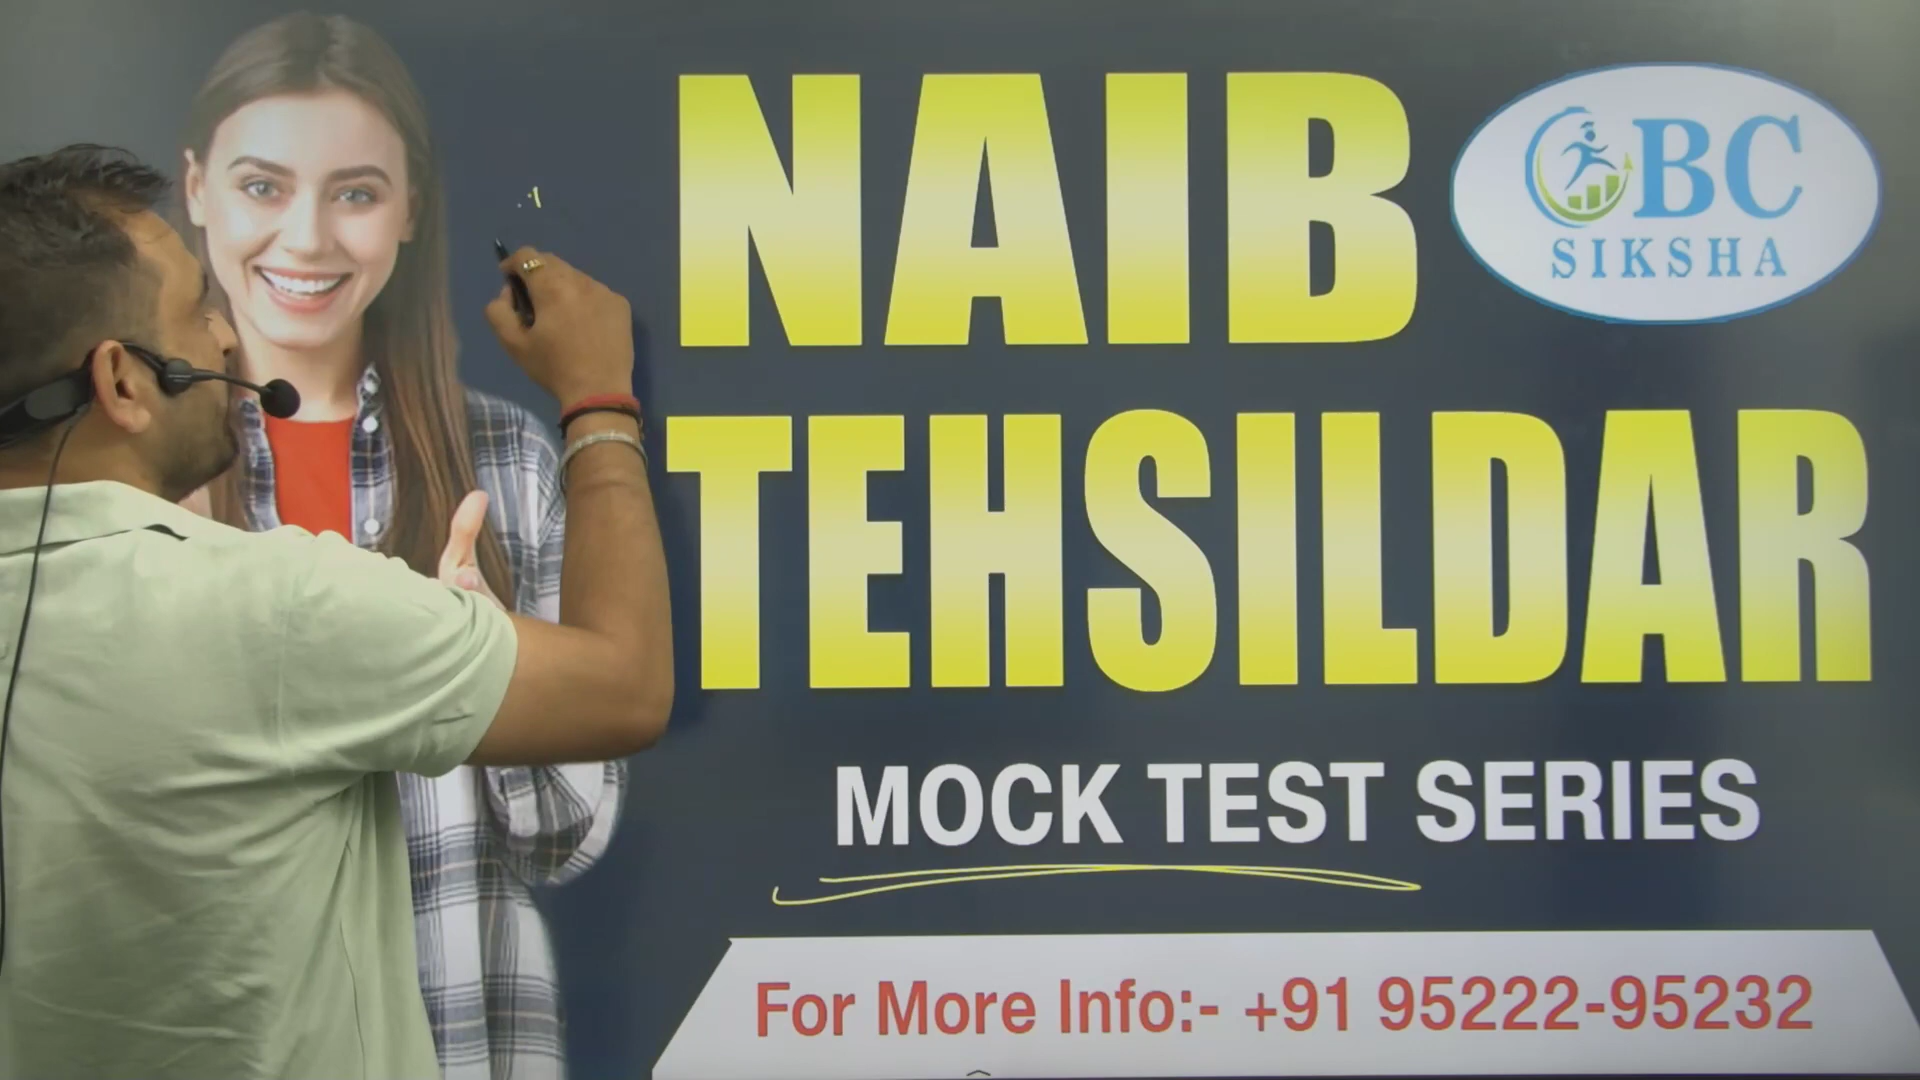 NAIB
BC
SIKSHA
TEHSILDAR
MOCK TEST SERIES
For More Info:- +91 95222-95232